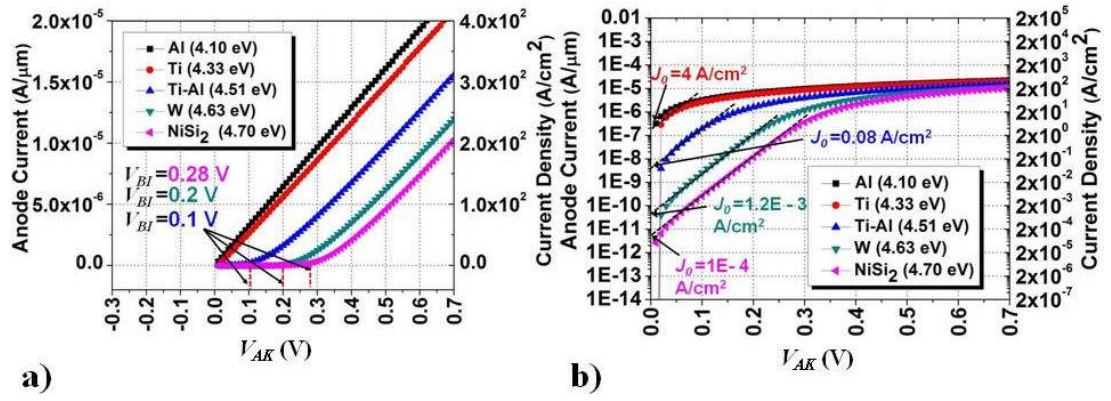 2.0x10⁻⁵
1.5x10⁻⁵
1.0x10⁻⁵
5.0x10⁻⁶
0.0
Anode Current (A/µm)
Al (4.10 eV)
Ti (4.33 eV)
Ti-Al (4.51 eV)
W (4.63 eV)
NiSi₂ (4.70 eV)
V_BI=0.28 V
V_BI=0.2 V
V_BI=0.1 V
4.0x10²
3.0x10²
2.0x10²
1.0x10²
0.0
Current Density (A/cm²)
-0.3 -0.2 -0.1 0.0 0.1 0.2 0.3 0.4 0.5 0.6 0.7
V_AK (V)
a)
0.01
1E-3
1E-4
1E-5
1E-6
1E-7
1E-8
1E-9
1E-10
1E-11
1E-12
1E-13
1E-14
Anode Current (A/µm)
J₀=4 A/cm²
J₀=0.08 A/cm²
J₀=1.2E - 3
A/cm²
J₀=1E- 4
A/cm²
Al (4.10 eV)
Ti (4.33 eV)
Ti-Al (4.51 eV)
W (4.63 eV)
NiSi₂ (4.70 eV)
2x10⁵
2x10⁴
2x10³
2x10²
2x10¹
2x10⁰
2x10⁻¹
2x10⁻²
2x10⁻³
2x10⁻⁴
2x10⁻⁵
2x10⁻⁶
2x10⁻⁷
Current Density (A/cm²)
0.0 0.1 0.2 0.3 0.4 0.5 0.6 0.7
V_AK (V)
b)